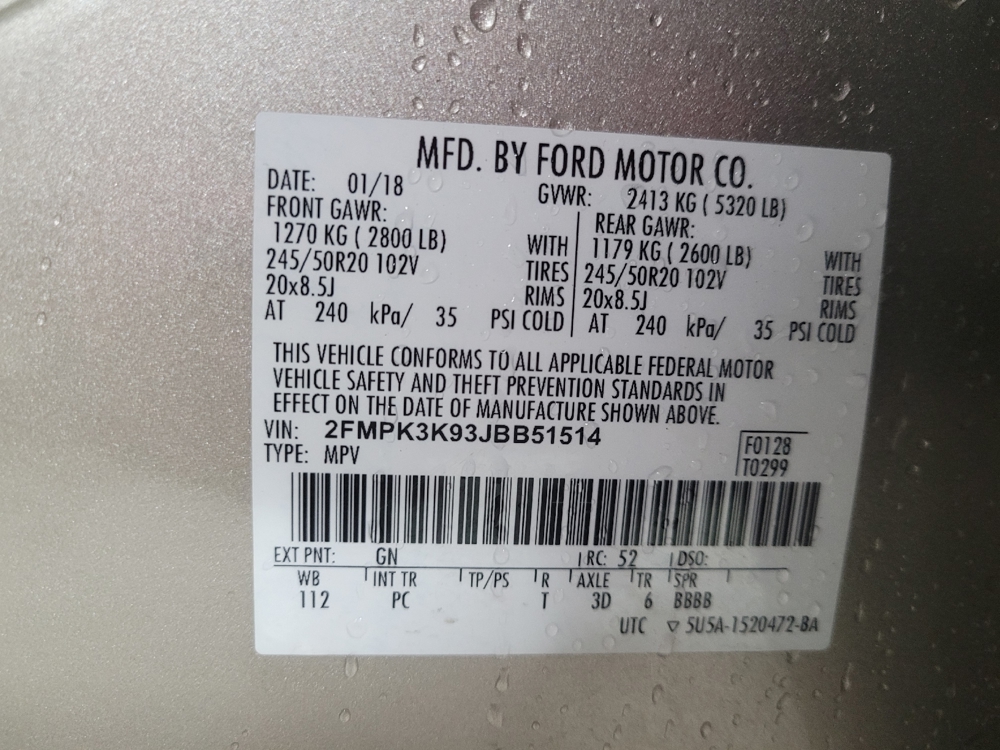 MFD. BY FORD MOTOR CO.
DATE: 01/18
GVWR: 2413 KG ( 5320 LB)
FRONT GAWR:
1270 KG ( 2800 LB) WITH
245/50R20 102V TIRES
20x8.5J RIMS
AT 240 kPa/ 35 PSI COLD
REAR GAWR:
1179 KG ( 2600 LB) WITH
245/50R20 102V TIRES
20x8.5J RIMS
AT 240 kPa/ 35 PSI COLD
THIS VEHICLE CONFORMS TO ALL APPLICABLE FEDERAL MOTOR
VEHICLE SAFETY AND THEFT PREVENTION STANDARDS IN
EFFECT ON THE DATE OF MANUFACTURE SHOWN ABOVE.
VIN: 2FMPK3K93JBB51514
TYPE: MPV
F0128
T0299
EXT PNT: GN RC: 52 DSO:
WB INT TR TP/PS R AXLE TR SPR
112 PC T 3D 6 BBBB
UTC ▽ 5U5A-1520472-BA